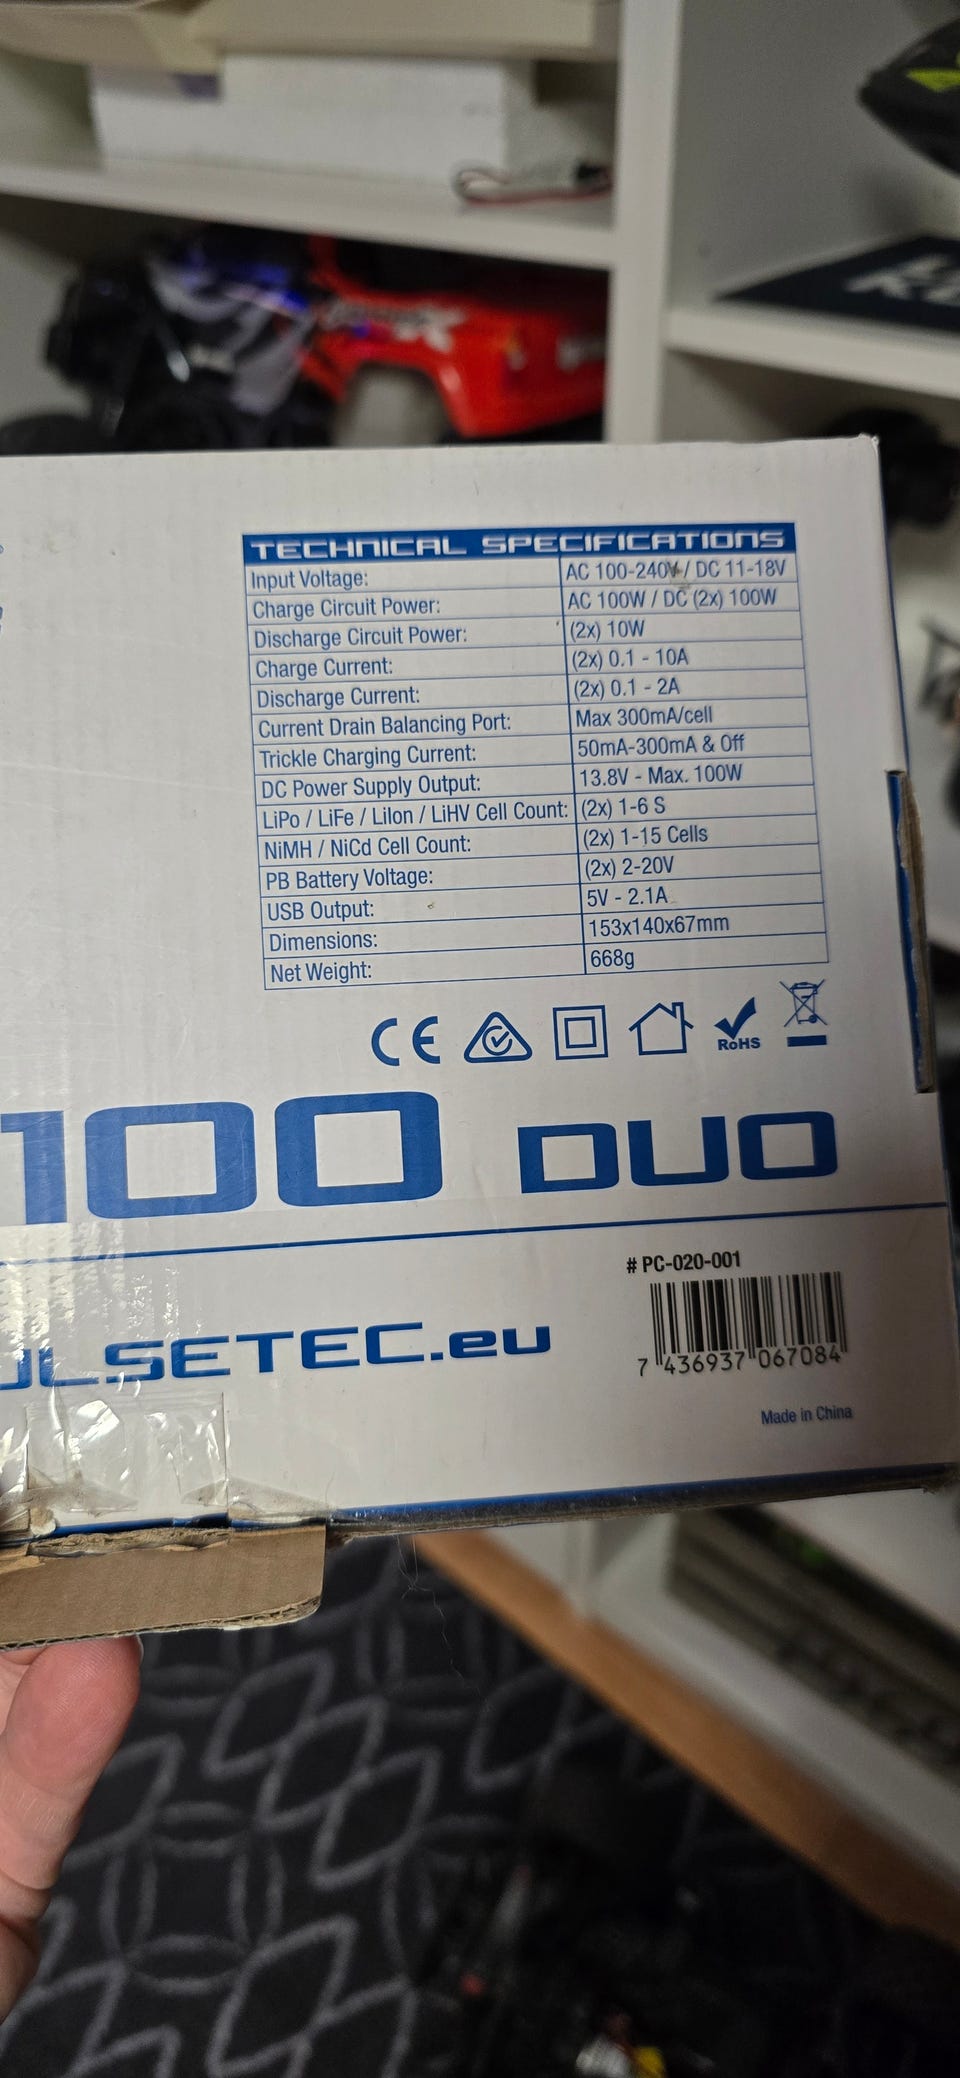 TECHNICAL SPECIFICATIONS
Input Voltage: AC 100-240V / DC 11-18V
Charge Circuit Power: AC 100W / DC (2x) 100W
Discharge Circuit Power: (2x) 10W
Charge Current: (2x) 0.1 - 10A
Discharge Current: (2x) 0.1 - 2A
Current Drain Balancing Port: Max 300mA/cell
Trickle Charging Current: 50mA-300mA & Off
DC Power Supply Output: 13.8V - Max. 100W
LiPo / LiFe / LiIon / LiHV Cell Count: (2x) 1-6 S
NiMH / NiCd Cell Count: (2x) 1-15 Cells
PB Battery Voltage: (2x) 2-20V
USB Output: 5V - 2.1A
Dimensions: 153x140x67mm
Net Weight: 668g
CE
RoHS
100 DUO
# PC-020-001
ULSETEC.eu
7 436937 067084
Made in China